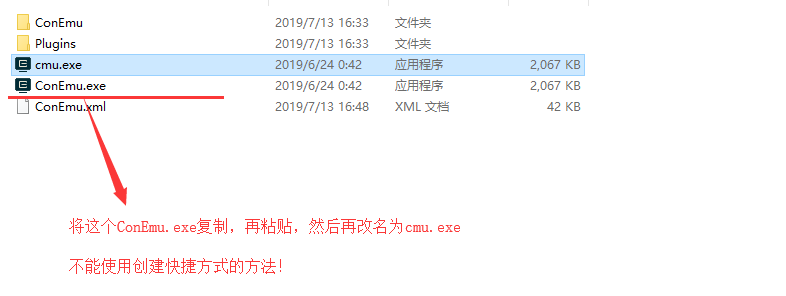 ConEmu 2019/7/13 16:33 文件夹
Plugins 2019/7/13 16:33 文件夹
cmu.exe 2019/6/24 0:42 应用程序 2,067 KB
ConEmu.exe 2019/6/24 0:42 应用程序 2,067 KB
ConEmu.xml 2019/7/13 16:48 XML 文档 42 KB
将这个ConEmu.exe复制，再粘贴，然后再改名为cmu.exe
不能使用创建快捷方式的方法！